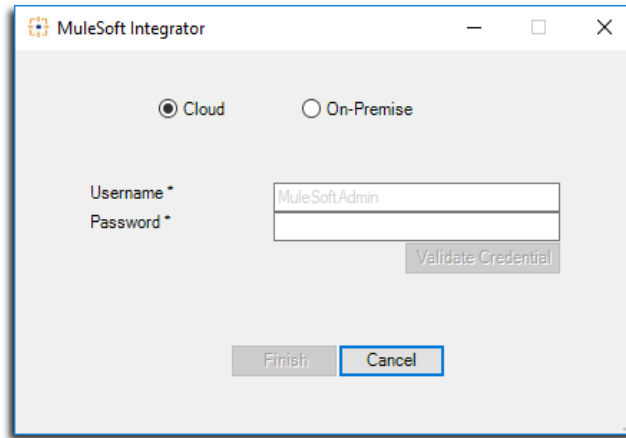 MuleSoft Integrator
Cloud On-Premise
Username *
MuleSoftAdmin
Password *
Validate Credential
Finish Cancel